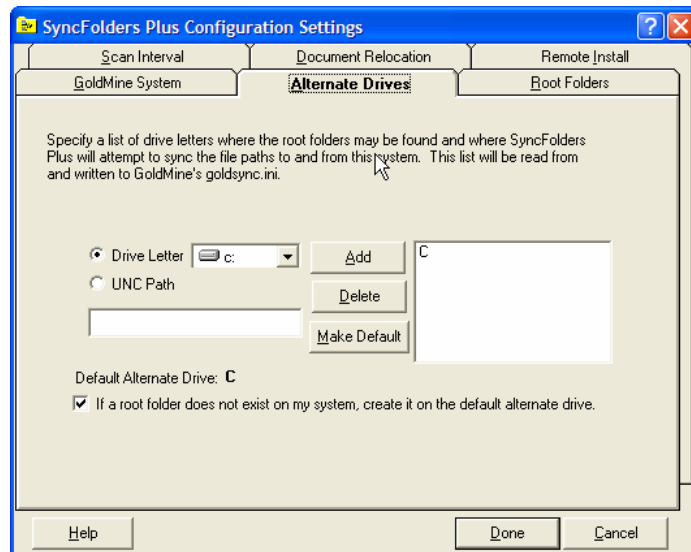 SyncFolders Plus Configuration Settings
Scan Interval Document Relocation Remote Install
GoldMine System Alternate Drives Root Folders
Specify a list of drive letters where the root folders may be found and where SyncFolders
Plus will attempt to sync the file paths to and from this system. This list will be read from
and written to GoldMine's goldsync.ini.
Drive Letter c: Add C
UNC Path
Delete
Make Default
Default Alternate Drive: C
If a root folder does not exist on my system, create it on the default alternate drive.
Help Done Cancel